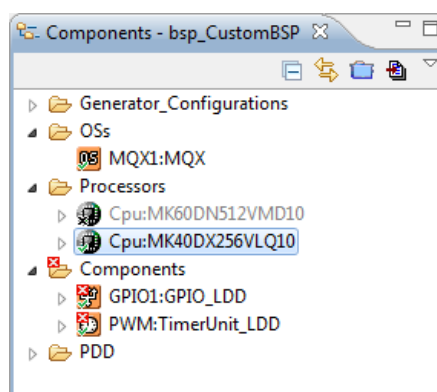 Components - bsp_CustomBSP
Generator_Configurations
OSs
MQX1:MQX
Processors
Cpu:MK60DN512VMD10
Cpu:MK40DX256VLQ10
Components
GPIO1:GPIO_LDD
PWM:TimerUnit_LDD
PDD